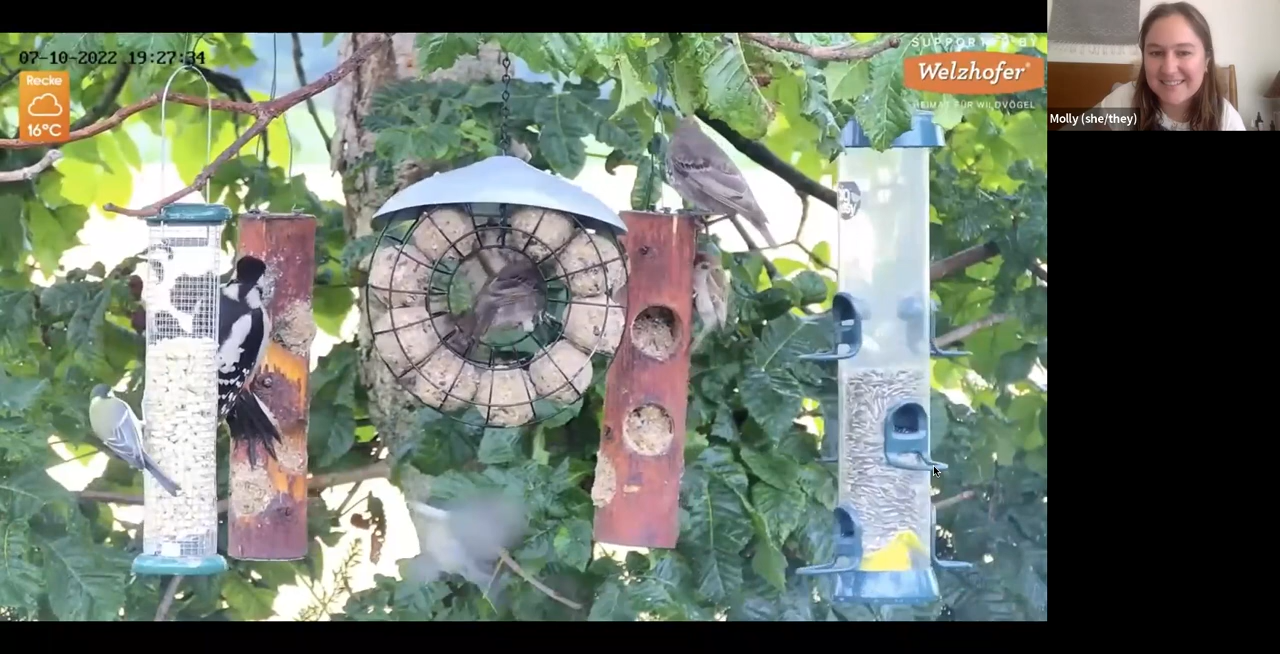 07-10-2022 19:27:34
Recke
16°C
SUPPORTED BY
Welzhofer®
HEIMAT FÜR WILDVÖGEL
Molly (she/they)